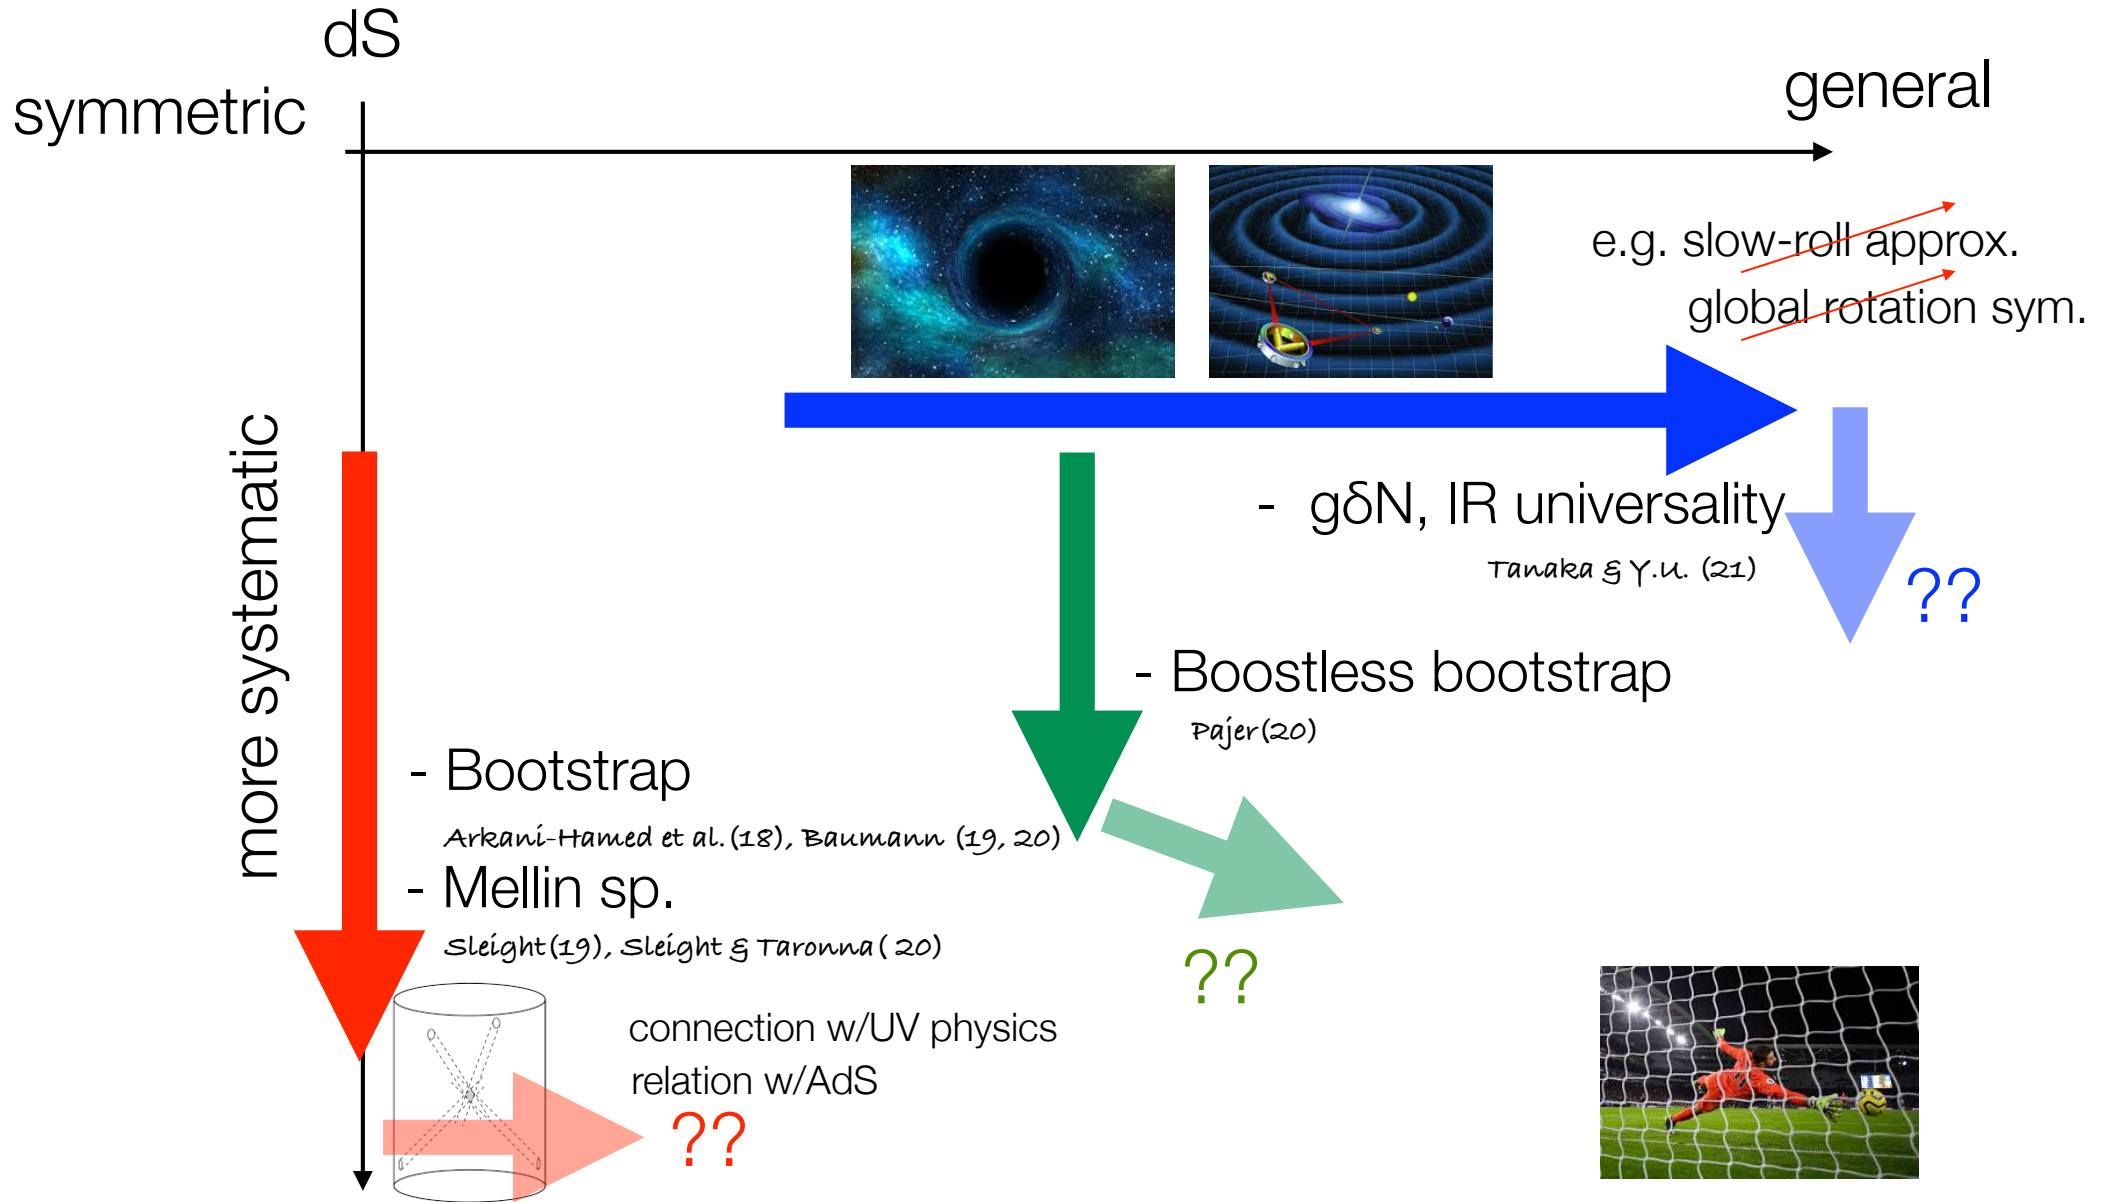 dS
symmetric
general
e.g. slow-roll approx.
global rotation sym.
more systematic
- gδN, IR universality
Tanaka & Y.U. (21)
??
- Boostless bootstrap
Pajer(20)
- Bootstrap
Arkani-Hamed et al.(18), Baumann (19, 20)
- Mellin sp.
Sleight(19), Sleight & Taronna( 20)
??
connection w/UV physics
relation w/AdS
??